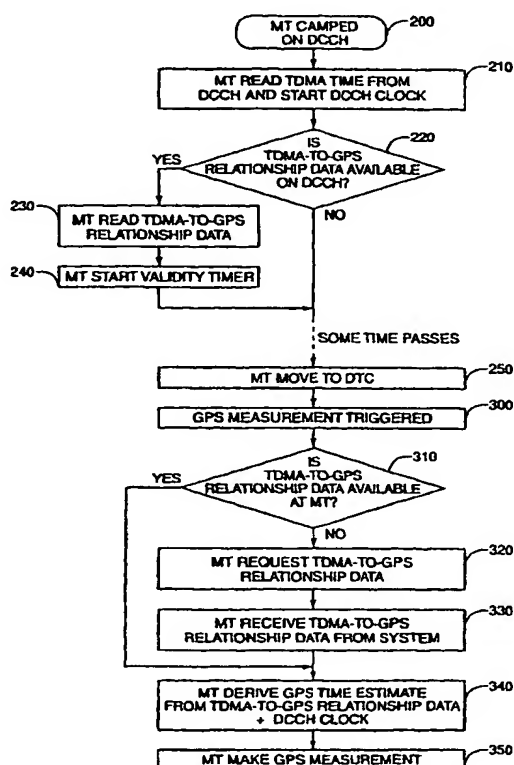 MT CAMPED
ON DCCH
200
MT READ TDMA TIME FROM
DCCH AND START DCCH CLOCK
210
IS
TDMA-TO-GPS
RELATIONSHIP DATA AVAILABLE
ON DCCH?
220
YES
NO
230
MT READ TDMA-TO-GPS
RELATIONSHIP DATA
240
MT START VALIDITY TIMER
SOME TIME PASSES
MT MOVE TO DTC
250
GPS MEASUREMENT TRIGGERED
300
IS
TDMA-TO-GPS
RELATIONSHIP DATA AVAILABLE
AT MT?
310
YES
NO
MT REQUEST TDMA-TO-GPS
RELATIONSHIP DATA
320
MT RECEIVE TDMA-TO-GPS
RELATIONSHIP DATA FROM SYSTEM
330
MT DERIVE GPS TIME ESTIMATE
FROM TDMA-TO-GPS RELATIONSHIP DATA
+ DCCH CLOCK
340
MT MAKE GPS MEASUREMENT
350